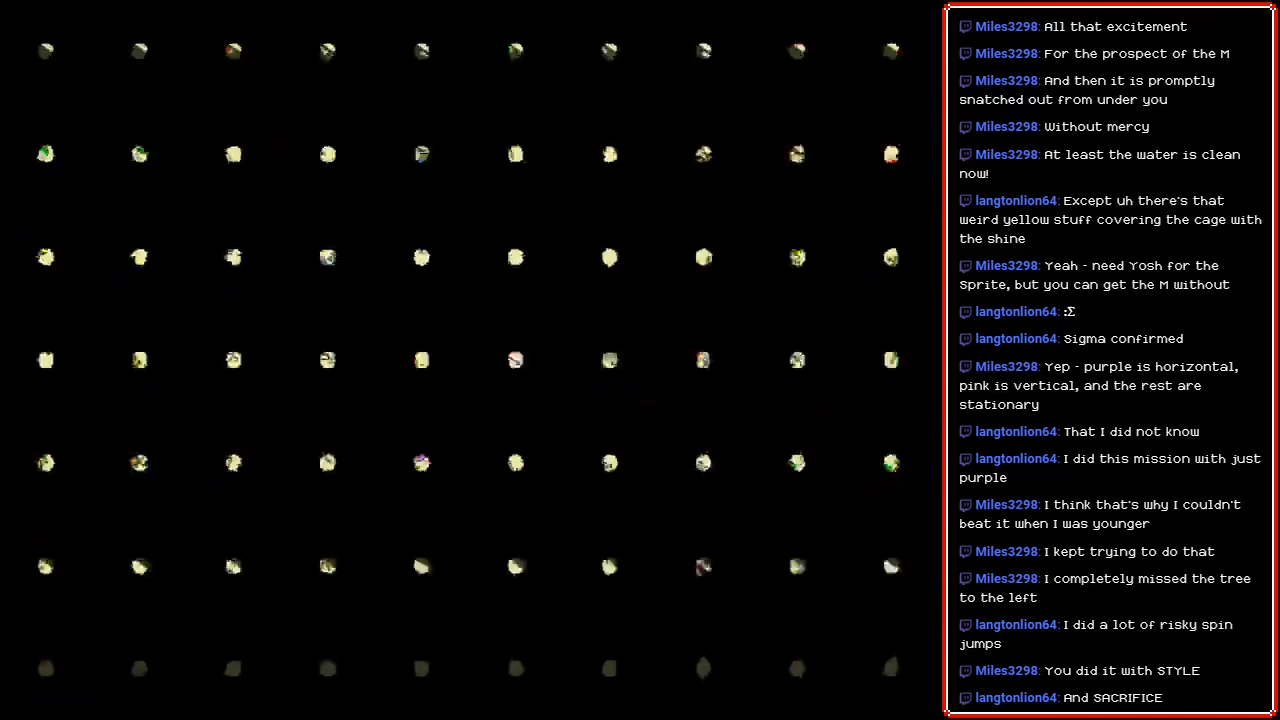 Miles3298: All that excitement
Miles3298: For the prospect of the M
Miles3298: And then it is promptly
snatched out from under you
Miles3298: Without mercy
Miles3298: At least the water is clean
now!
langtonlion64: Except uh there's that
weird yellow stuff covering the cage with
the shine
Miles3298: Yeah - need Yosh for the
Sprite, but you can get the M without
langtonlion64: :Σ
langtonlion64: Sigma confirmed
Miles3298: Yep - purple is horizontal,
pink is vertical, and the rest are
stationary
langtonlion64: That I did not know
langtonlion64: I did this mission with just
purple
Miles3298: I think that's why I couldn't
beat it when I was younger
Miles3298: I kept trying to do that
Miles3298: I completely missed the tree
to the left
langtonlion64: I did a lot of risky spin
jumps
Miles3298: You did it with STYLE
langtonlion64: And SACRIFICE